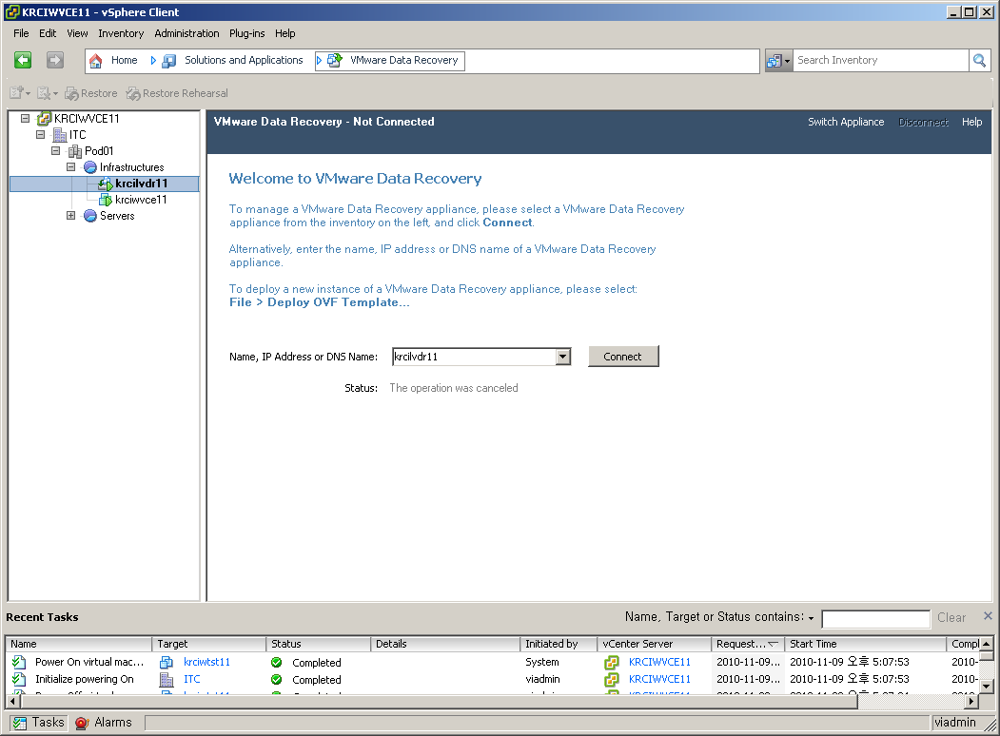 KRCIWVCE11 - vSphere Client
File Edit View Inventory Administration Plug-ins Help
Home Solutions and Applications VMware Data Recovery Search Inventory
Restore Restore Rehearsal
KRCIWVCE11
ITC
Pod01
Infrastructures
krcilvdr11
krciwvce11
Servers
VMware Data Recovery - Not Connected Switch Appliance Disconnect Help
Welcome to VMware Data Recovery
To manage a VMware Data Recovery appliance, please select a VMware Data Recovery
appliance from the inventory on the left, and click Connect.
Alternatively, enter the name, IP address or DNS name of a VMware Data Recovery
appliance.
To deploy a new instance of a VMware Data Recovery appliance, please select:
File > Deploy OVF Template...
Name, IP Address or DNS Name: krcilvdr11 Connect
Status: The operation was canceled
Recent Tasks Name, Target or Status contains: Clear
Name Target Status Details Initiated by vCenter Server Request... Start Time Compl
Power On virtual mac... krciwtst11 Completed System KRCIWVCE11 2010-11-09... 2010-11-09 오후 5:07:53 2010-
Initialize powering On ITC Completed viadmin KRCIWVCE11 2010-11-09... 2010-11-09 오후 5:07:53 2010-
Tasks Alarms viadmin